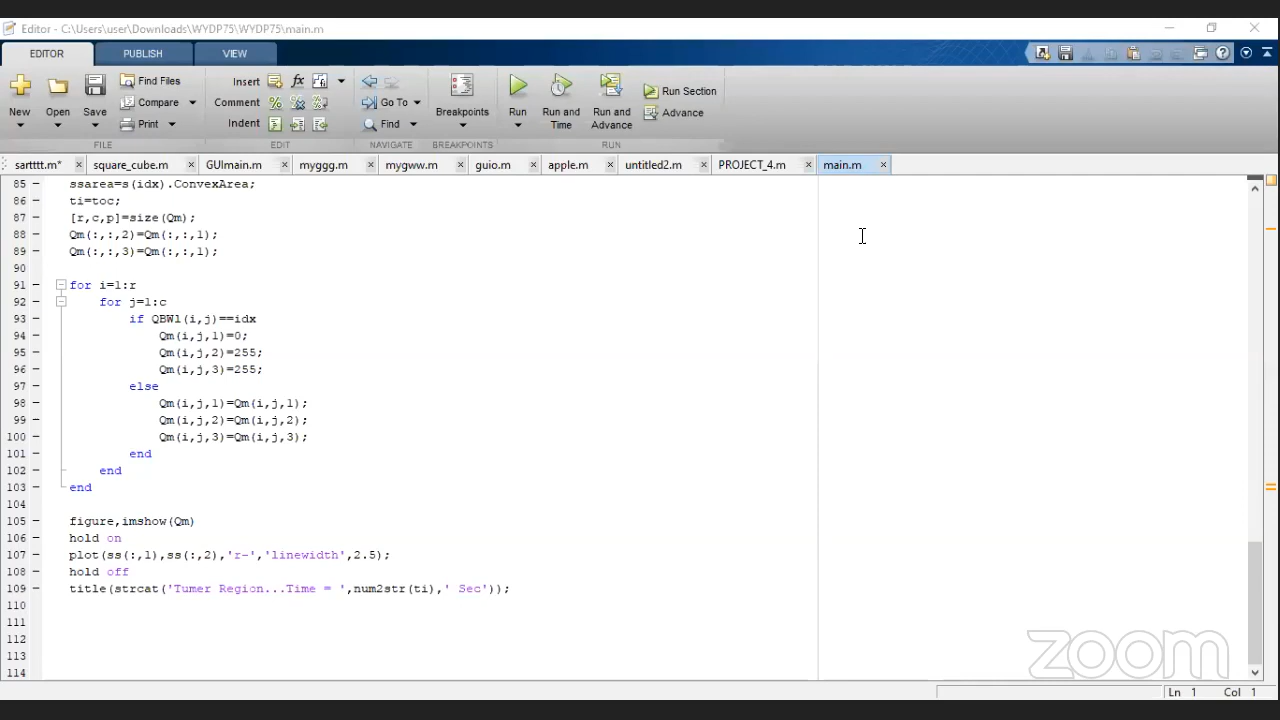 Editor - C:\Users\user\Downloads\WYDP75\WYDP75\main.m
EDITOR PUBLISH VIEW
New Open Save Find Files Compare Print
Insert Comment Indent
Go To Find
Breakpoints
Run Run and Time Run and Advance Run Section Advance
FILE EDIT NAVIGATE BREAKPOINTS RUN
sartttt.m* square_cube.m GUImain.m myggg.m mygww.m guio.m apple.m untitled2.m PROJECT_4.m main.m
85 ssarea=s(idx).ConvexArea;
86 ti=toc;
87 [r,c,p]=size(Qm);
88 Qm(:,:,2)=Qm(:,:,1);
89 Qm(:,:,3)=Qm(:,:,1);
90
91 for i=1:r
92 for j=1:c
93 if QBWl(i,j)==idx
94 Qm(i,j,1)=0;
95 Qm(i,j,2)=255;
96 Qm(i,j,3)=255;
97 else
98 Qm(i,j,1)=Qm(i,j,1);
99 Qm(i,j,2)=Qm(i,j,2);
100 Qm(i,j,3)=Qm(i,j,3);
101 end
102 end
103 end
104
105 figure,imshow(Qm)
106 hold on
107 plot(ss(:,1),ss(:,2),'r-','linewidth',2.5);
108 hold off
109 title(strcat('Tumer Region...Time = ',num2str(ti),' Sec'));
110
111
112
113
114
zoom
Ln 1 Col 1